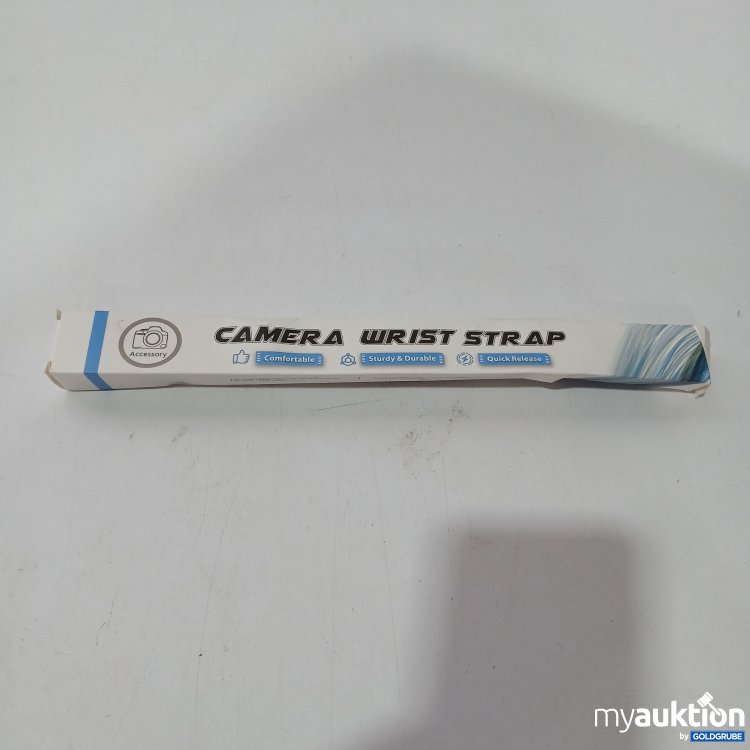 CAMERA WRIST STRAP
Accessory
Comfortable Sturdy & Durable Quick Release
myauktion
by GOLDGRUBE